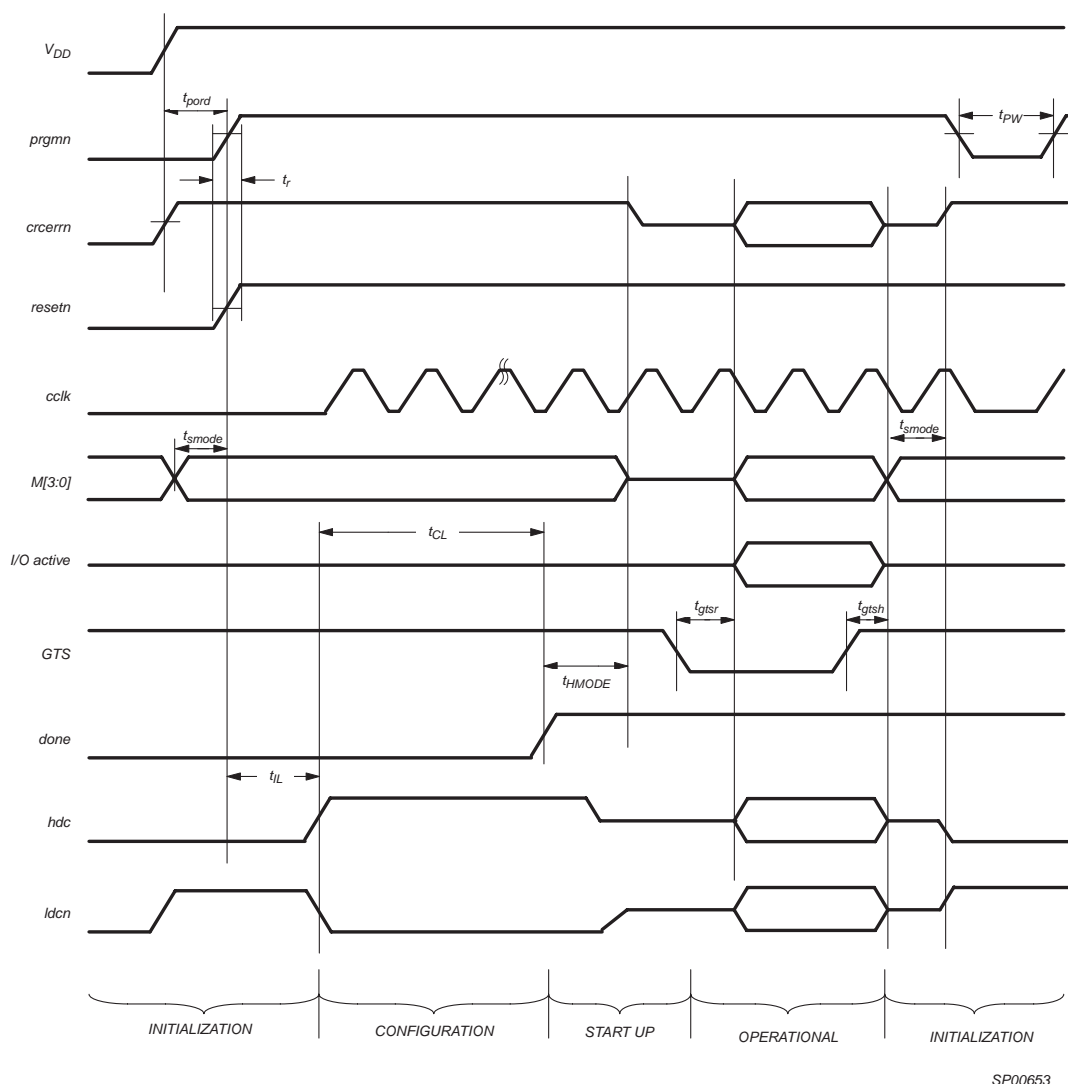 VDD
tpord
prgmn
tPW
tr
crcerrn
resetn
cclk
tsmode
tsmode
M[3:0]
tCL
I/O active
tgtsr
tgtsh
GTS
tHMODE
done
tIL
hdc
ldcn
INITIALIZATION
CONFIGURATION
START UP
OPERATIONAL
INITIALIZATION
SP00653